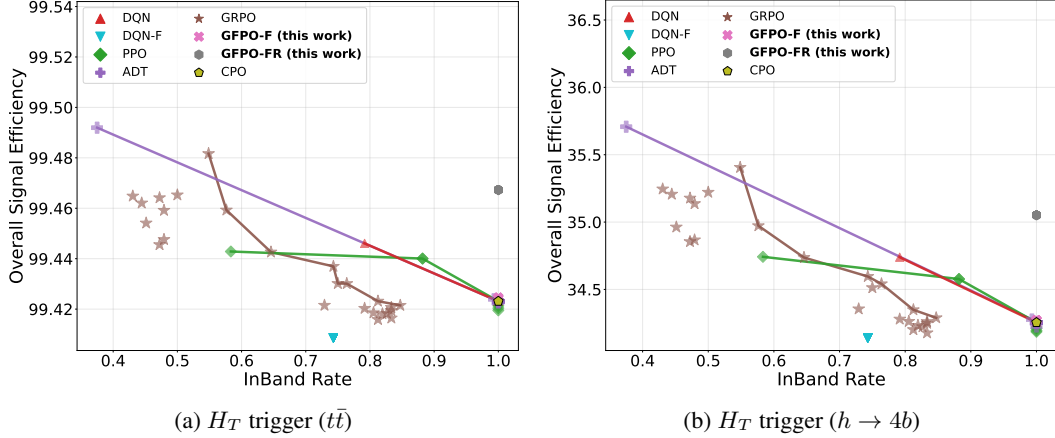 99.54
99.52
99.50
99.48
99.46
99.44
99.42
Overall Signal Efficiency
DQN
DQN-F
PPO
ADT
GRPO
GFPO-F (this work)
GFPO-FR (this work)
CPO
0.4 0.5 0.6 0.7 0.8 0.9 1.0
InBand Rate
(a) H_T trigger (tt̄)
36.5
36.0
35.5
35.0
34.5
Overall Signal Efficiency
DQN
DQN-F
PPO
ADT
GRPO
GFPO-F (this work)
GFPO-FR (this work)
CPO
0.4 0.5 0.6 0.7 0.8 0.9 1.0
InBand Rate
(b) H_T trigger (h → 4b)